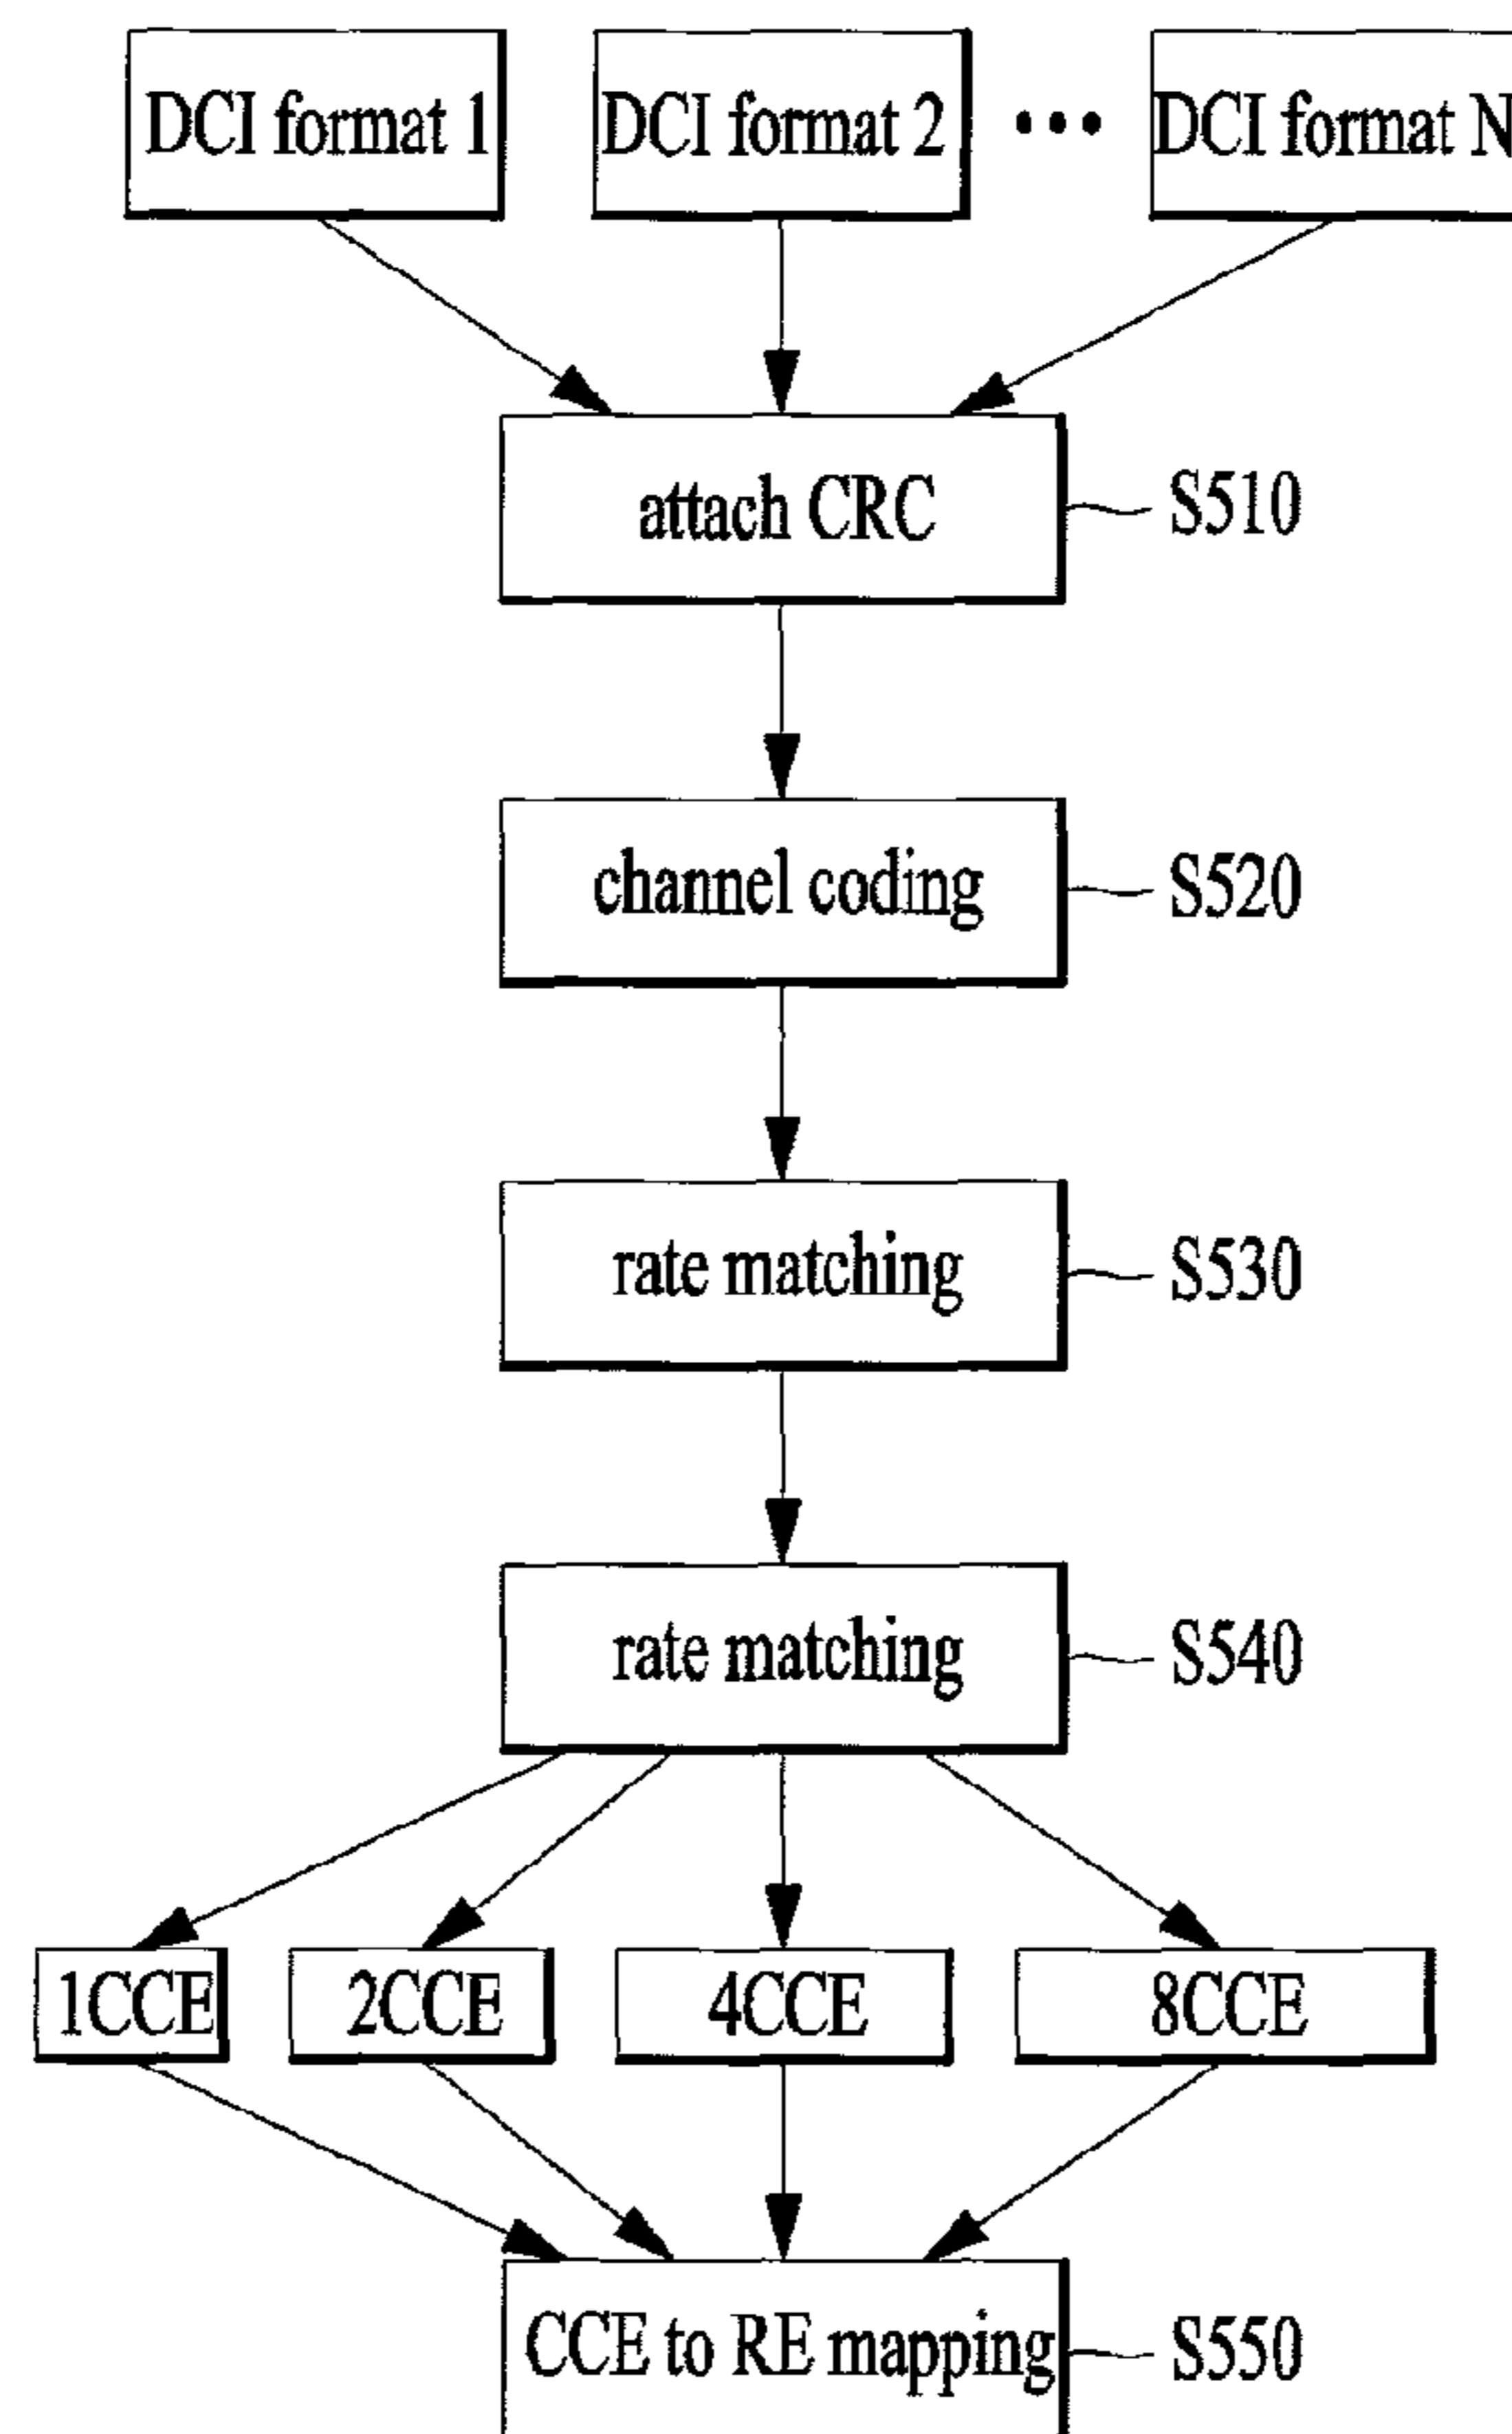 DCI format 1
DCI format 2
•••
DCI format N
attach CRC
S510
channel coding
S520
rate matching
S530
rate matching
S540
1CCE
2CCE
4CCE
8CCE
CCE to RE mapping
S550